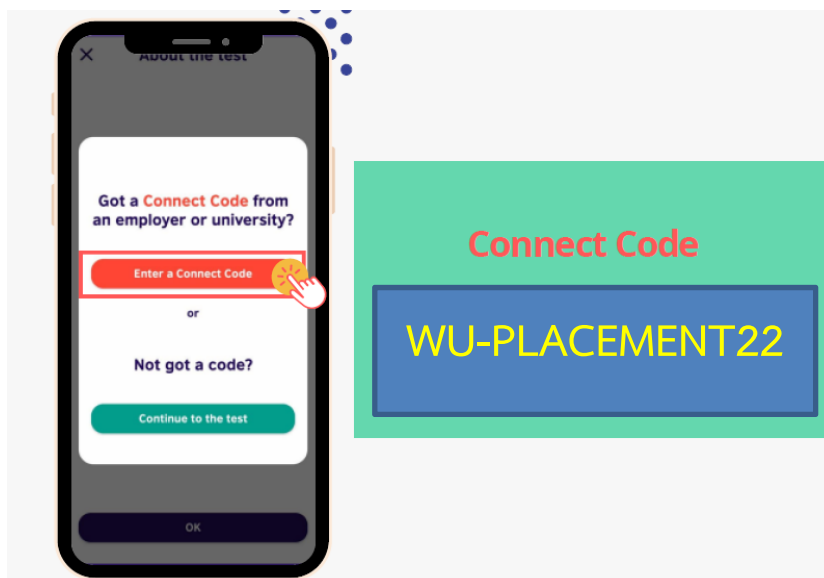 About the test
Got a Connect Code from
an employer or university?
Enter a Connect Code
or
Not got a code?
Continue to the test
OK
Connect Code
WU-PLACEMENT22